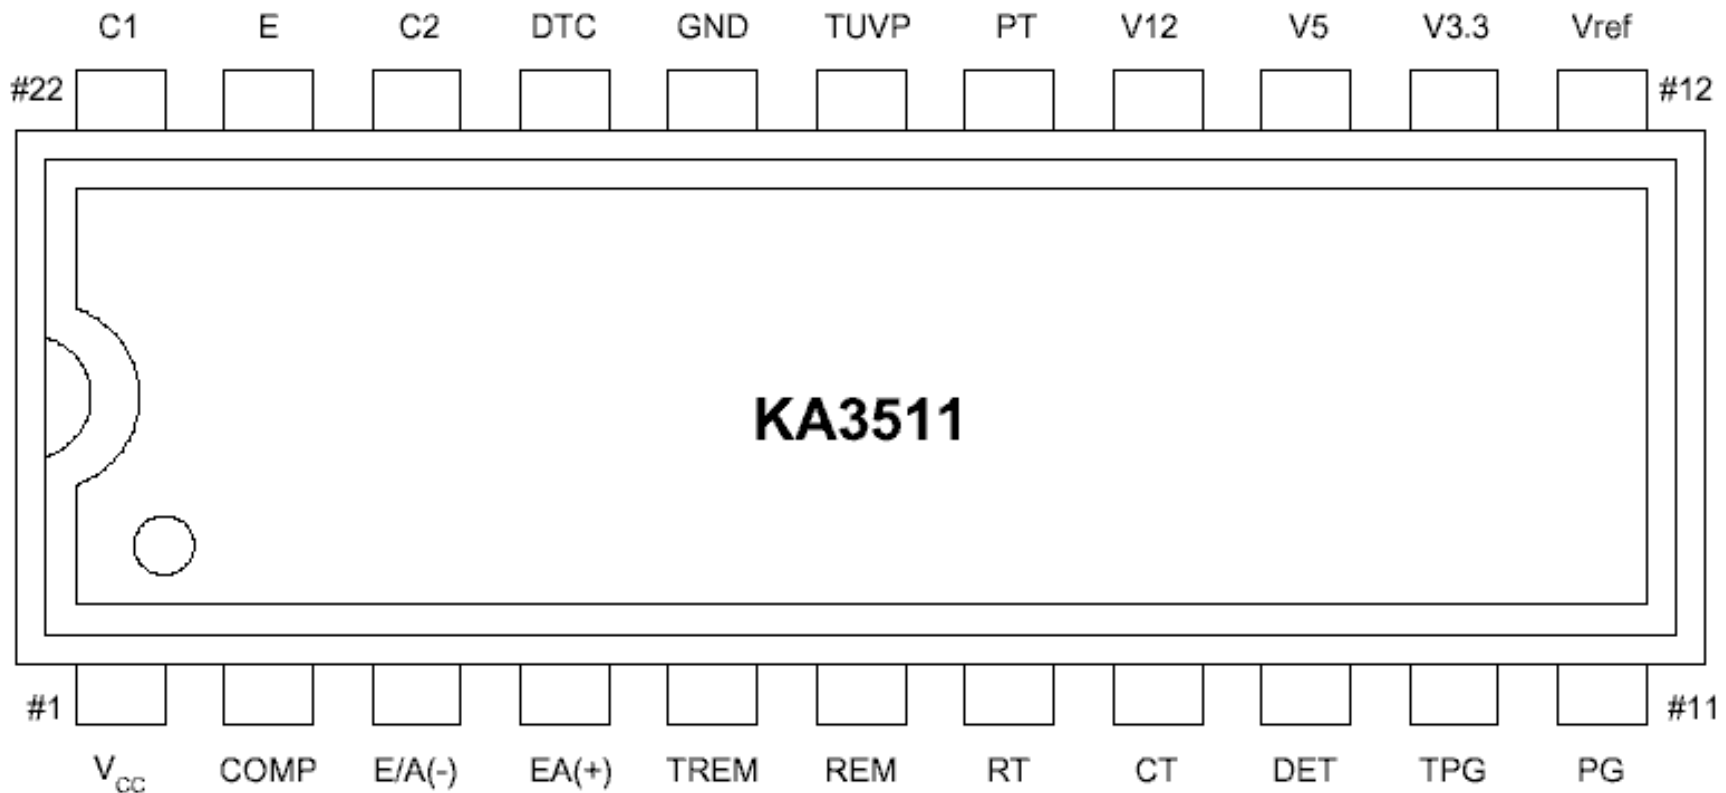 C1 E C2 DTC GND TUVP PT V12 V5 V3.3 Vref
#22 #12
KA3511
#1 #11
VCC COMP E/A(-) EA(+) TREM REM RT CT DET TPG PG